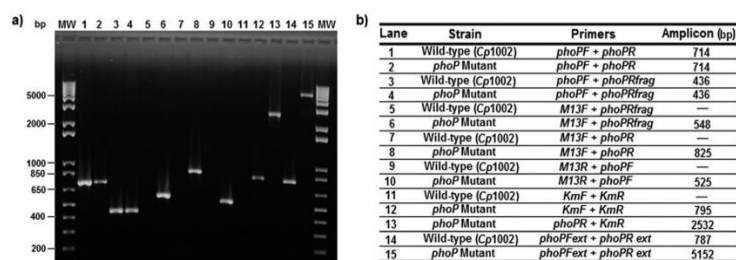 a)
MW 1 2 3 4 5 6 7 8 9 10 11 12 13 14 15 MW
bp
5000
2000
1000
850
650
400
200
b)
Lane Strain Primers Amplicon (bp)
1 Wild-type (Cp1002) phoPF + phoPR 714
2 phoP Mutant phoPF + phoPR 714
3 Wild-type (Cp1002) phoPF + phoPRfrag 436
4 phoP Mutant phoPF + phoPRfrag 436
5 Wild-type (Cp1002) M13F + phoPRfrag —
6 phoP Mutant M13F + phoPRfrag 548
7 Wild-type (Cp1002) M13F + phoPR —
8 phoP Mutant M13F + phoPR 825
9 Wild-type (Cp1002) M13R + phoPF —
10 phoP Mutant M13R + phoPF 525
11 Wild-type (Cp1002) KmF + KmR —
12 phoP Mutant KmF + KmR 795
13 phoP Mutant phoPR + KmR 2532
14 Wild-type (Cp1002) phoPFext + phoPR ext 787
15 phoP Mutant phoPFext + phoPR ext 5152